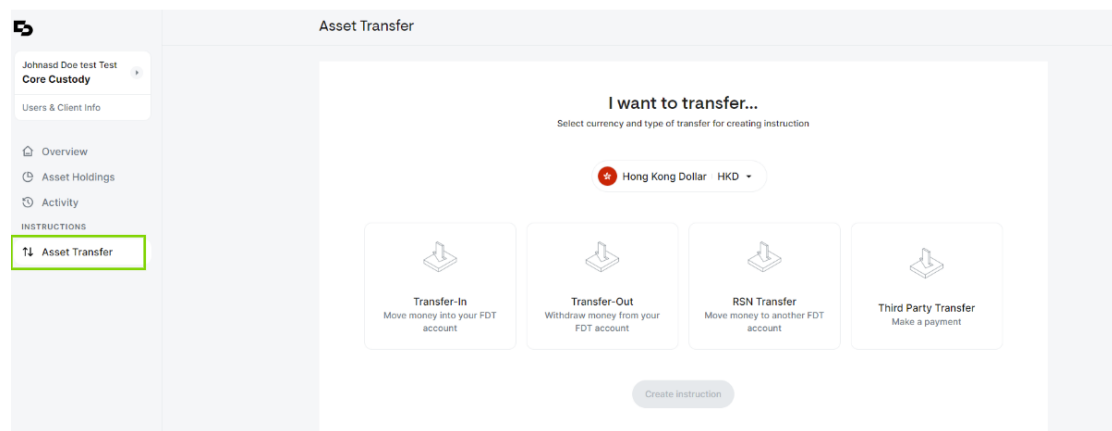 Asset Transfer
Johnasd Doe test Test
Core Custody
Users & Client Info
Overview
Asset Holdings
Activity
INSTRUCTIONS
Asset Transfer
I want to transfer...
Select currency and type of transfer for creating instruction
Hong Kong Dollar HKD
Transfer-In
Move money into your FDT
account
Transfer-Out
Withdraw money from your
FDT account
RSN Transfer
Move money to another FDT
account
Third Party Transfer
Make a payment
Create instruction